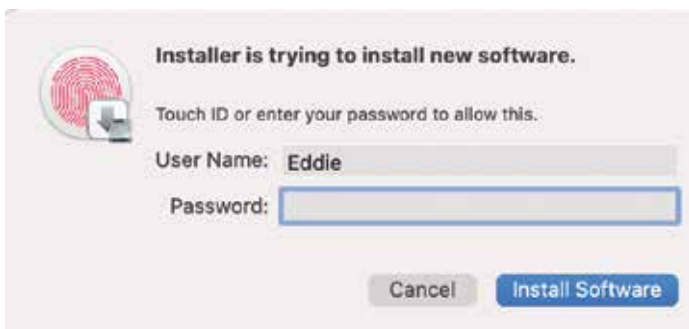 Installer is trying to install new software.
Touch ID or enter your password to allow this.
User Name: Eddie
Password:
Cancel Install Software